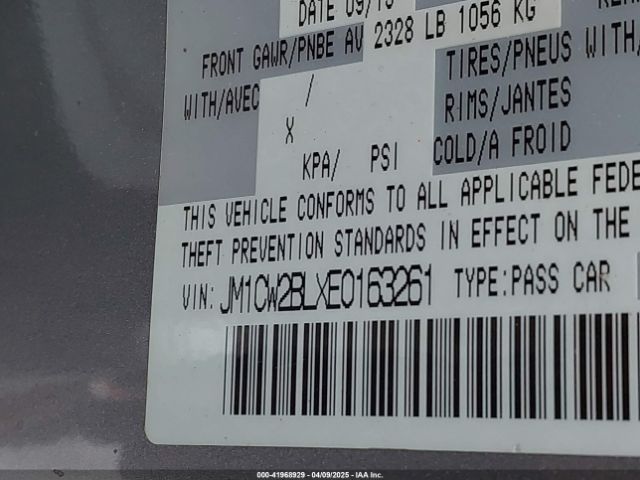 DATE 09/13
FRONT GAWR/PNBE AV 2328 LB 1056 KG
WITH/AVEC / TIRES/PNEUS WITH/
X RIMS/JANTES
KPA/ PSI COLD/A FROID
THIS VEHICLE CONFORMS TO ALL APPLICABLE FEDE
THEFT PREVENTION STANDARDS IN EFFECT ON THE
VIN: JM1CW2BLXE0163261 TYPE:PASS CAR
000-41968929 - 04/09/2025 - IAA Inc.